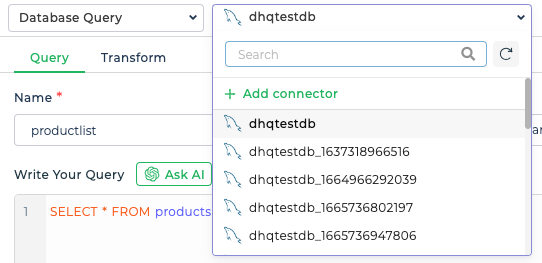 Database Query
dhqtestdb
Search
Query
Transform
Add connector
Name *
dhqtestdb
productlist
dhqtestdb_1637318966516
Write Your Query
Ask AI
dhqtestdb_1664966292039
1
SELECT * FROM products
dhqtestdb_1665736802197
dhqtestdb_1665736947806